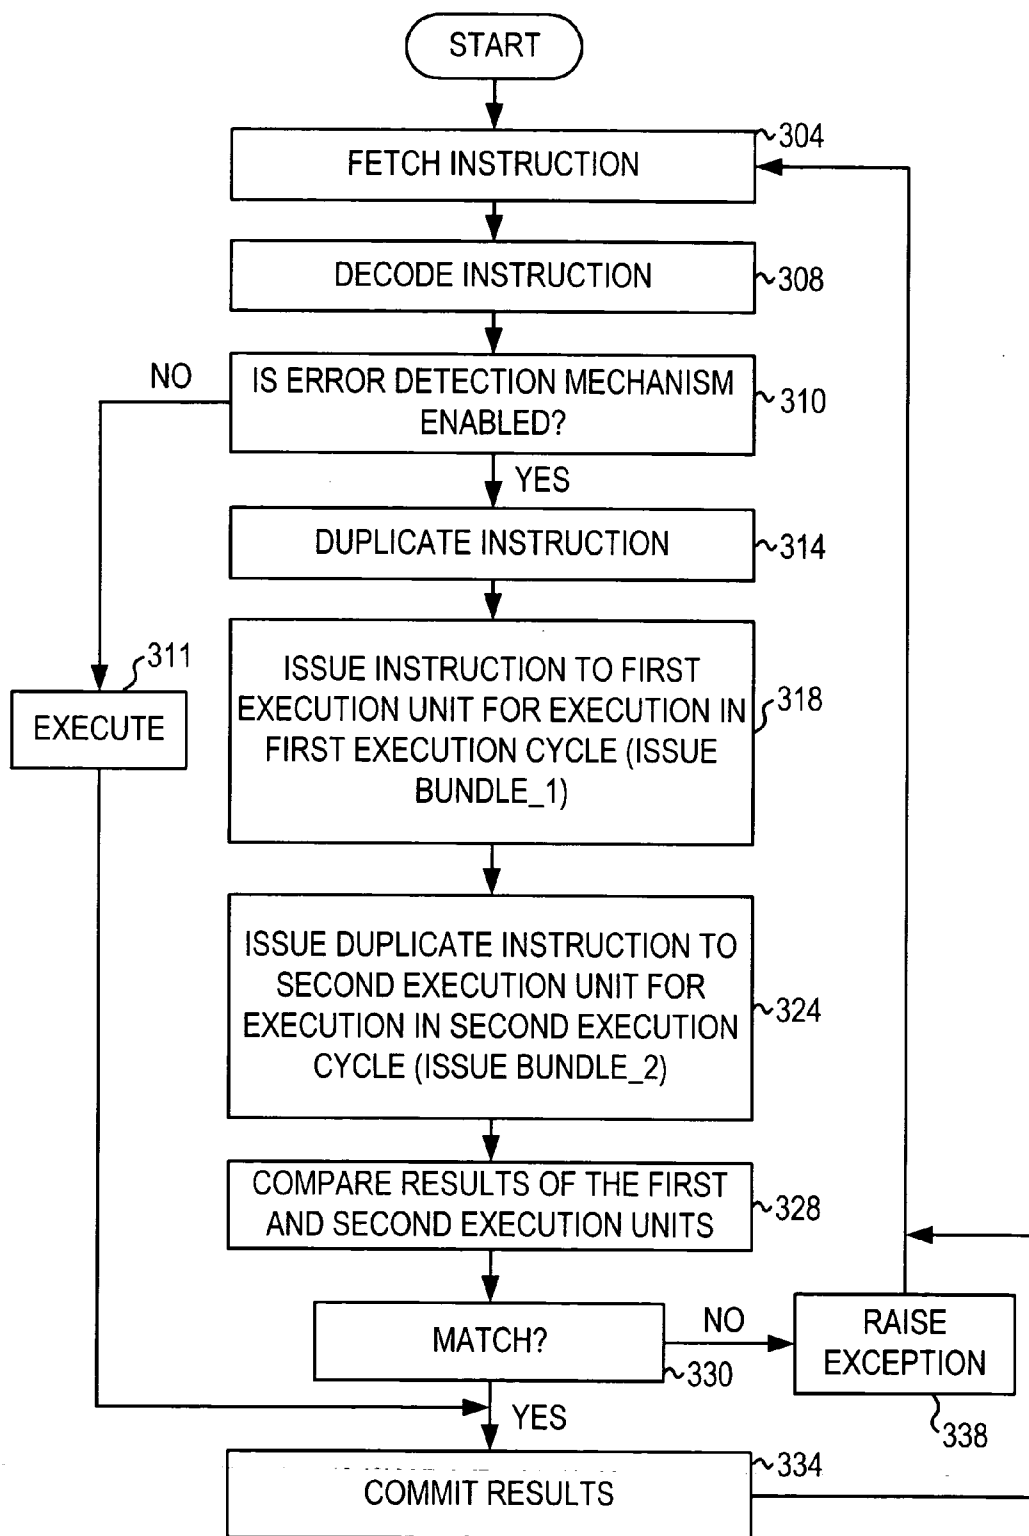 START
304
FETCH INSTRUCTION
DECODE INSTRUCTION
308
NO
IS ERROR DETECTION MECHANISM
ENABLED?
310
YES
DUPLICATE INSTRUCTION
314
311
EXECUTE
ISSUE INSTRUCTION TO FIRST
EXECUTION UNIT FOR EXECUTION IN
FIRST EXECUTION CYCLE (ISSUE
BUNDLE_1)
318
ISSUE DUPLICATE INSTRUCTION TO
SECOND EXECUTION UNIT FOR
EXECUTION IN SECOND EXECUTION
CYCLE (ISSUE BUNDLE_2)
324
COMPARE RESULTS OF THE FIRST
AND SECOND EXECUTION UNITS
328
MATCH?
330
NO
RAISE
EXCEPTION
338
YES
334
COMMIT RESULTS